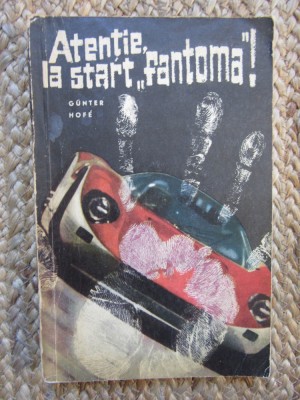 Atenție,
la start „fantoma"!
GÜNTER
HOFÉ